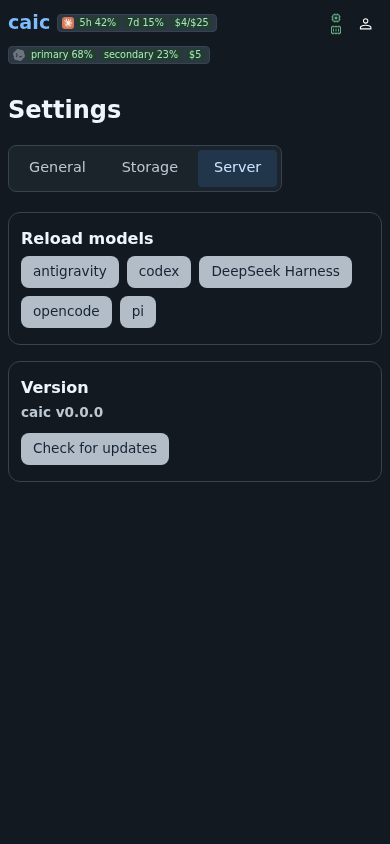 caic 5h 42% 7d 15% $4/$25
primary 68% secondary 23% $5
Settings
General Storage Server
Reload models
antigravity codex DeepSeek Harness
opencode pi
Version
caic v0.0.0
Check for updates